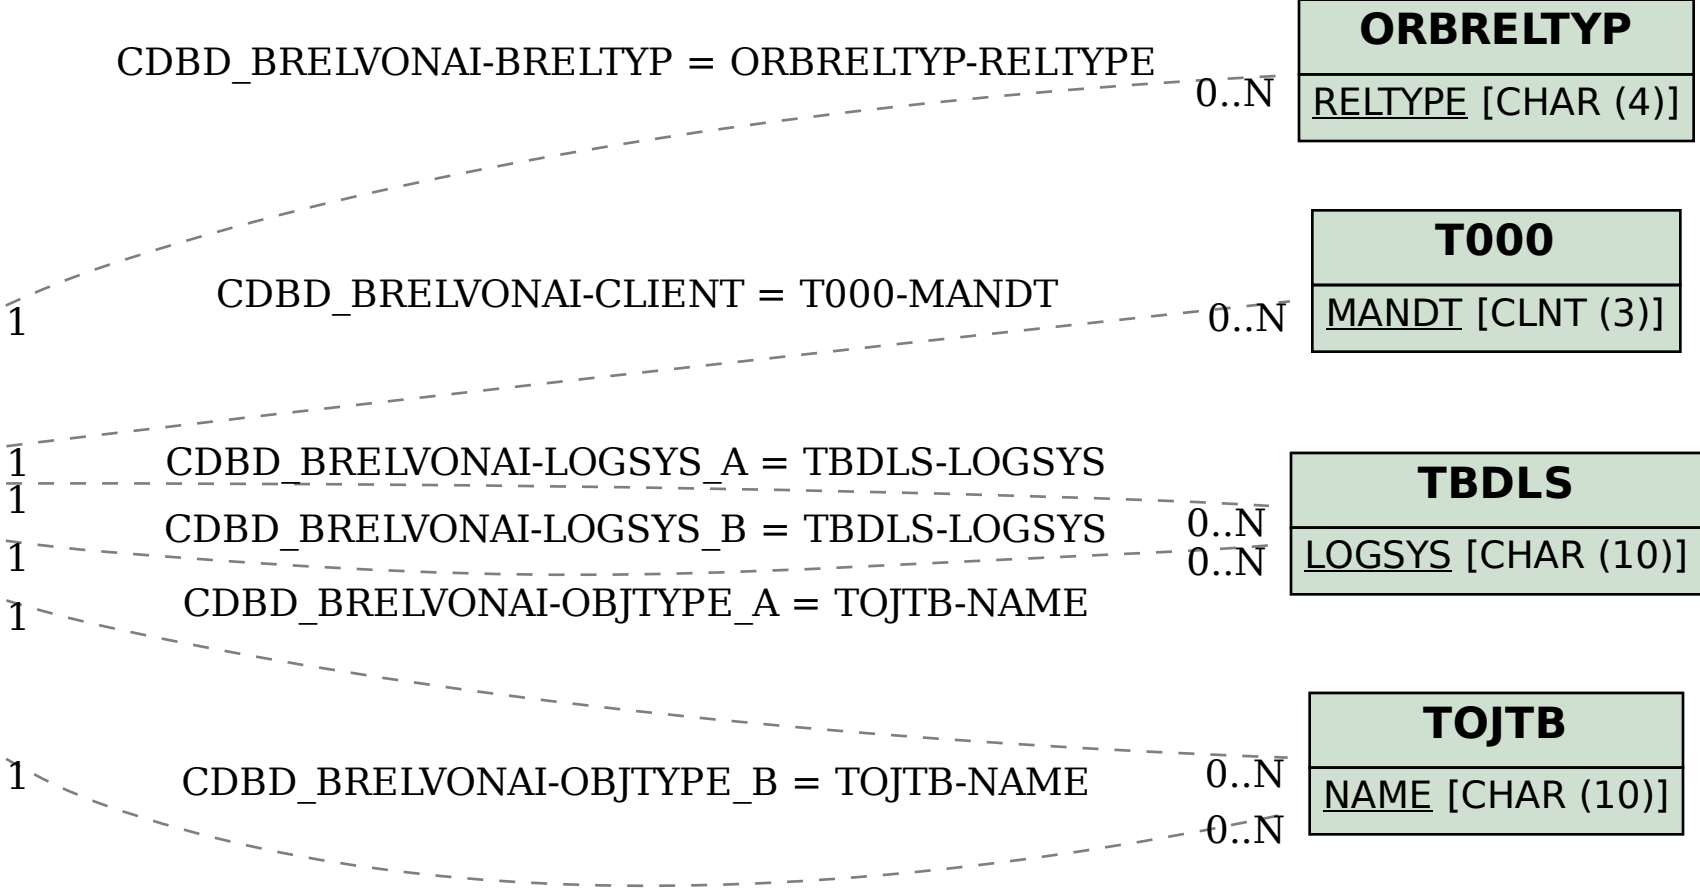 ORBRELTYP
CDBD_BRELVONAI-BRELTYP = ORBRELTYP-RELTYPE
0..N
RELTYPE [CHAR (4)]
T000
CDBD_BRELVONAI-CLIENT = T000-MANDT
1
0..N
MANDT [CLNT (3)]
1
CDBD_BRELVONAI-LOGSYS_A = TBDLS-LOGSYS
TBDLS
1
0..N
CDBD_BRELVONAI-LOGSYS_B = TBDLS-LOGSYS
1
0..N
LOGSYS [CHAR (10)]
1
CDBD_BRELVONAI-OBJTYPE_A = TOJTB-NAME
TOJTB
1
CDBD_BRELVONAI-OBJTYPE_B = TOJTB-NAME
0..N
NAME [CHAR (10)]
0..N